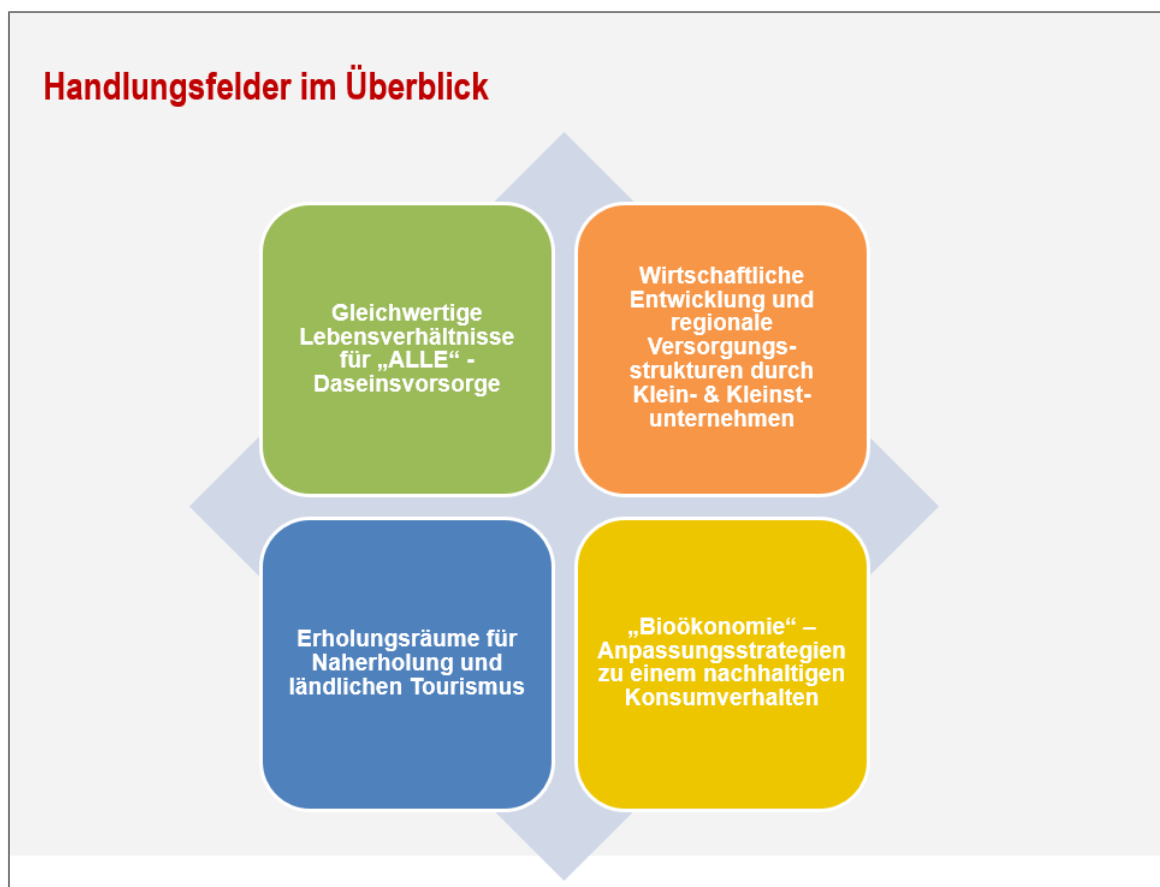 Handlungsfelder im Überblick
Gleichwertige
Lebensverhältnisse
für „ALLE“ -
Daseinsvorsorge
Wirtschaftliche
Entwicklung und
regionale
Versorgungs-
strukturen durch
Klein- & Kleinst-
unternehmen
Erholungsräume für
Naherholung und
ländlichen Tourismus
„Bioökonomie“ –
Anpassungsstrategien
zu einem nachhaltigen
Konsumverhalten